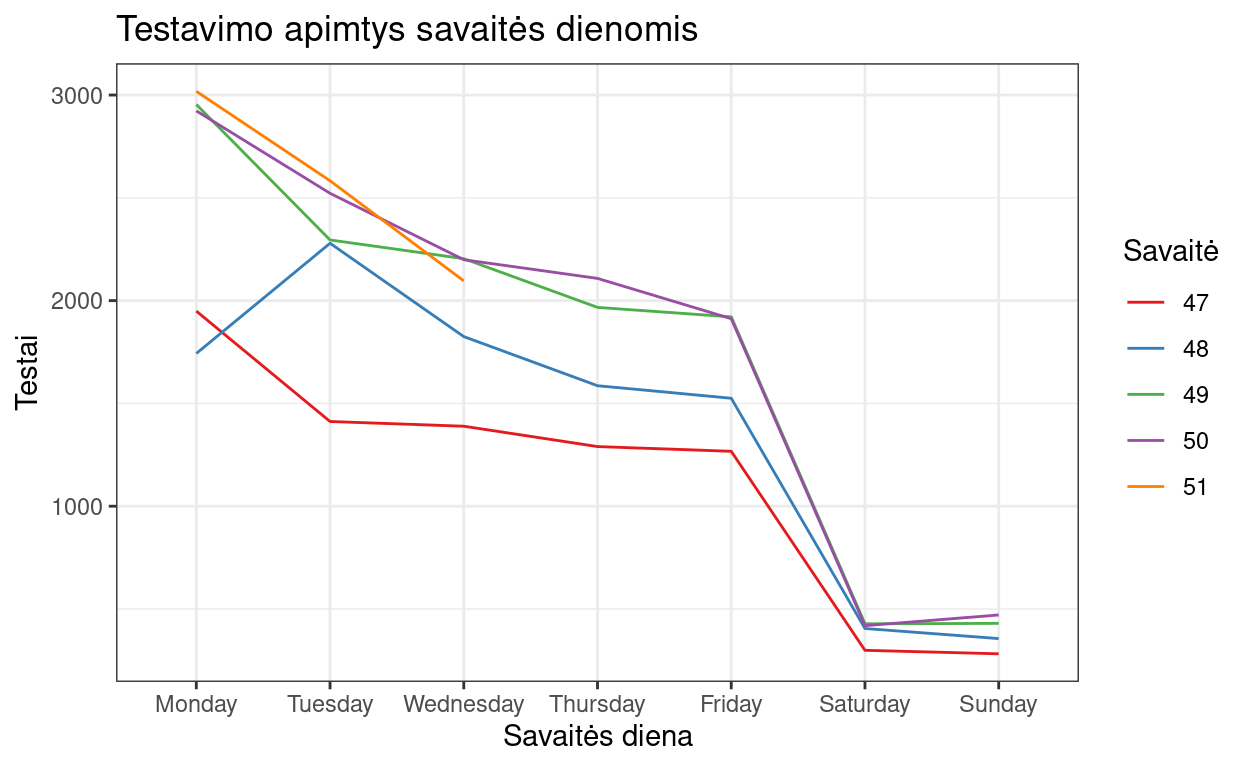 Testavimo apimtys savaitės dienomis
3000
2000
1000
Testai
Monday Tuesday Wednesday Thursday Friday Saturday Sunday
Savaitės diena
Savaitė
47
48
49
50
51